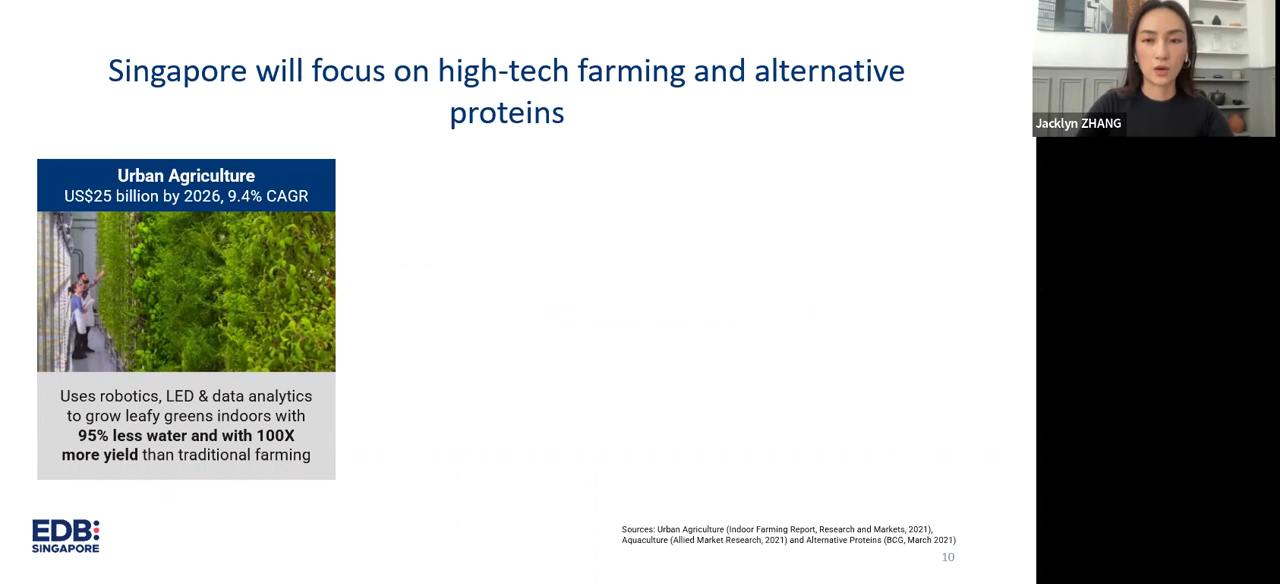 Singapore will focus on high-tech farming and alternative
proteins
Jacklyn ZHANG
Urban Agriculture
US$25 billion by 2026, 9.4% CAGR
Uses robotics, LED & data analytics
to grow leafy greens indoors with
95% less water and with 100X
more yield than traditional farming
EDB:
SINGAPORE
Sources: Urban Agriculture (Indoor Farming Report, Research and Markets, 2021),
Aquaculture (Allied Market Research, 2021) and Alternative Proteins (BCG, March 2021)
10